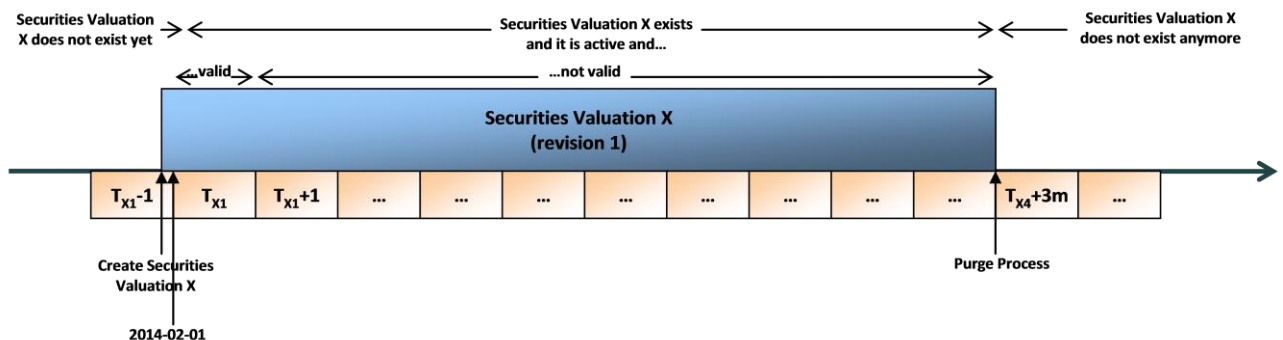 Securities Valuation
X does not exist yet
Securities Valuation X exists
and it is active and...
Securities Valuation X
does not exist anymore
...valid
...not valid
Securities Valuation X
(revision 1)
TX1-1
TX1
TX1+1
...
...
...
...
...
...
...
...
TX4+3m
...
Create Securities
Valuation X
Purge Process
2014-02-01